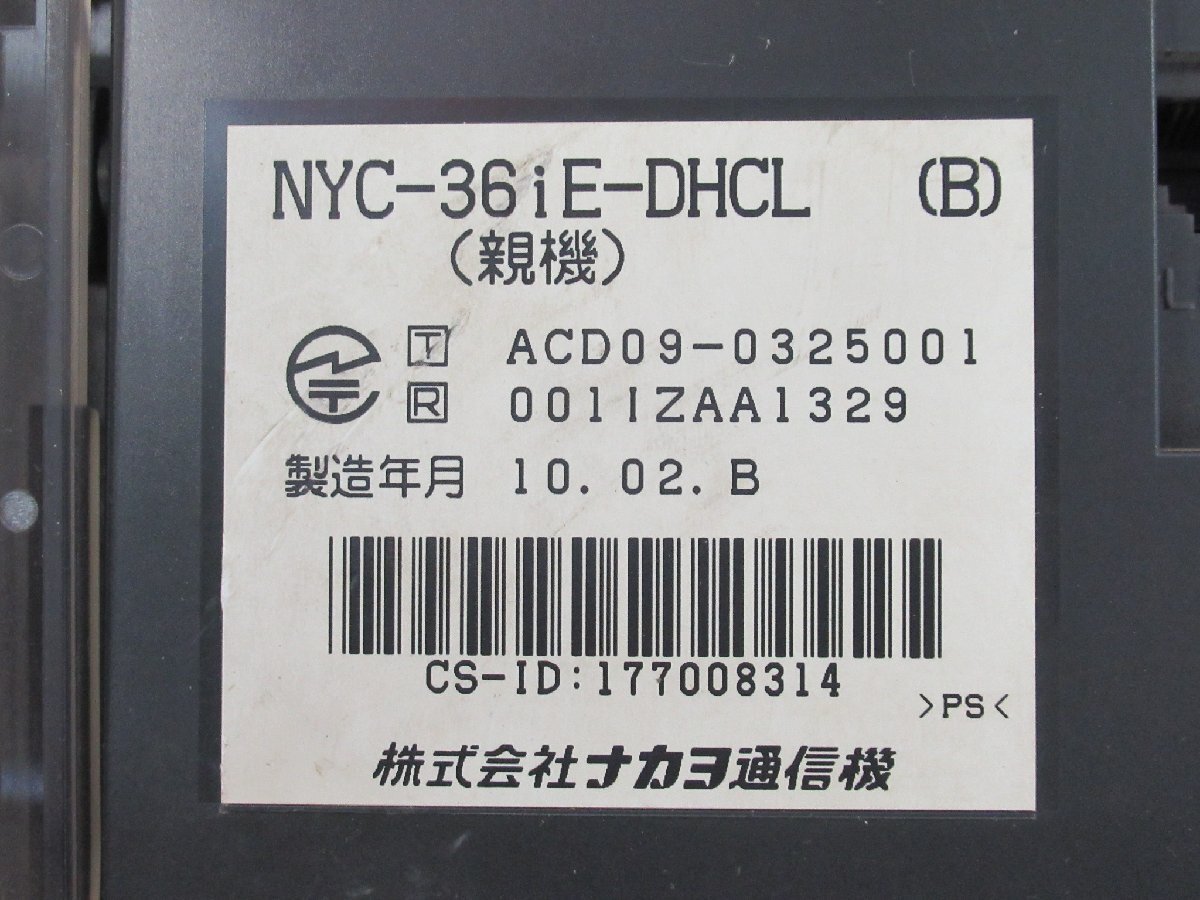 NYC-36iE-DHCL (B)
(親機)
T ACD09-0325001
R 001IZAA1329
製造年月 10.02.B
CS-ID:177008314
>PS<
株式会社ナカヨ通信機